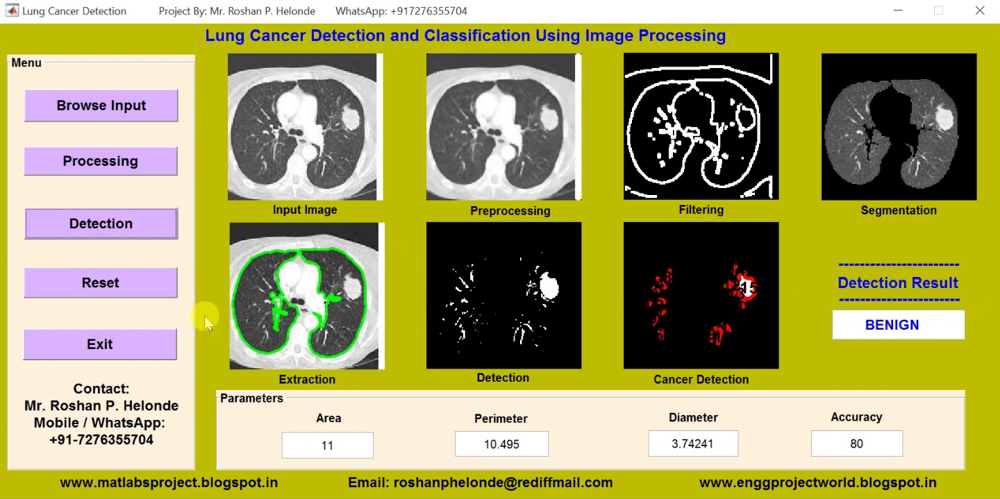 Lung Cancer Detection Project By: Mr. Roshan P. Helonde WhatsApp: +917276355704
Lung Cancer Detection and Classification Using Image Processing
Menu
Browse Input
Processing
Detection
Reset
Exit
Contact:
Mr. Roshan P. Helonde
Mobile / WhatsApp:
+91-7276355704
Input Image
Preprocessing
Filtering
Segmentation
Extraction
Detection
Cancer Detection
-----------------------
Detection Result
-----------------------
BENIGN
Parameters
Area
Perimeter
Diameter
Accuracy
11
10.495
3.74241
80
www.matlabsproject.blogspot.in
Email: roshanphelonde@rediffmail.com
www.enggprojectworld.blogspot.in